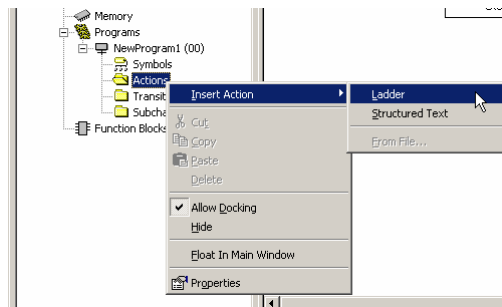 Memory
Programs
NewProgram1 (00)
Symbols
Actions
Transit
Subcha
Function Blocks
Insert Action
Cut
Copy
Paste
Delete
Allow Docking
Hide
Float In Main Window
Properties
Ladder
Structured Text
From File...